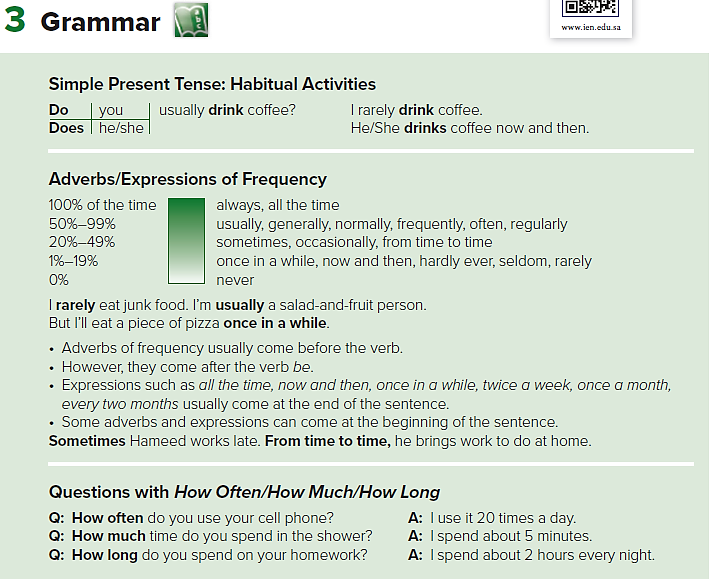 3 Grammar
www.ien.edu.sa
Simple Present Tense: Habitual Activities
Do you usually drink coffee? I rarely drink coffee.
Does he/she He/She drinks coffee now and then.
Adverbs/Expressions of Frequency
100% of the time always, all the time
50%–99% usually, generally, normally, frequently, often, regularly
20%–49% sometimes, occasionally, from time to time
1%–19% once in a while, now and then, hardly ever, seldom, rarely
0% never
I rarely eat junk food. I'm usually a salad-and-fruit person.
But I'll eat a piece of pizza once in a while.
• Adverbs of frequency usually come before the verb.
• However, they come after the verb be.
• Expressions such as all the time, now and then, once in a while, twice a week, once a month,
every two months usually come at the end of the sentence.
• Some adverbs and expressions can come at the beginning of the sentence.
Sometimes Hameed works late. From time to time, he brings work to do at home.
Questions with How Often/How Much/How Long
Q: How often do you use your cell phone? A: I use it 20 times a day.
Q: How much time do you spend in the shower? A: I spend about 5 minutes.
Q: How long do you spend on your homework? A: I spend about 2 hours every night.